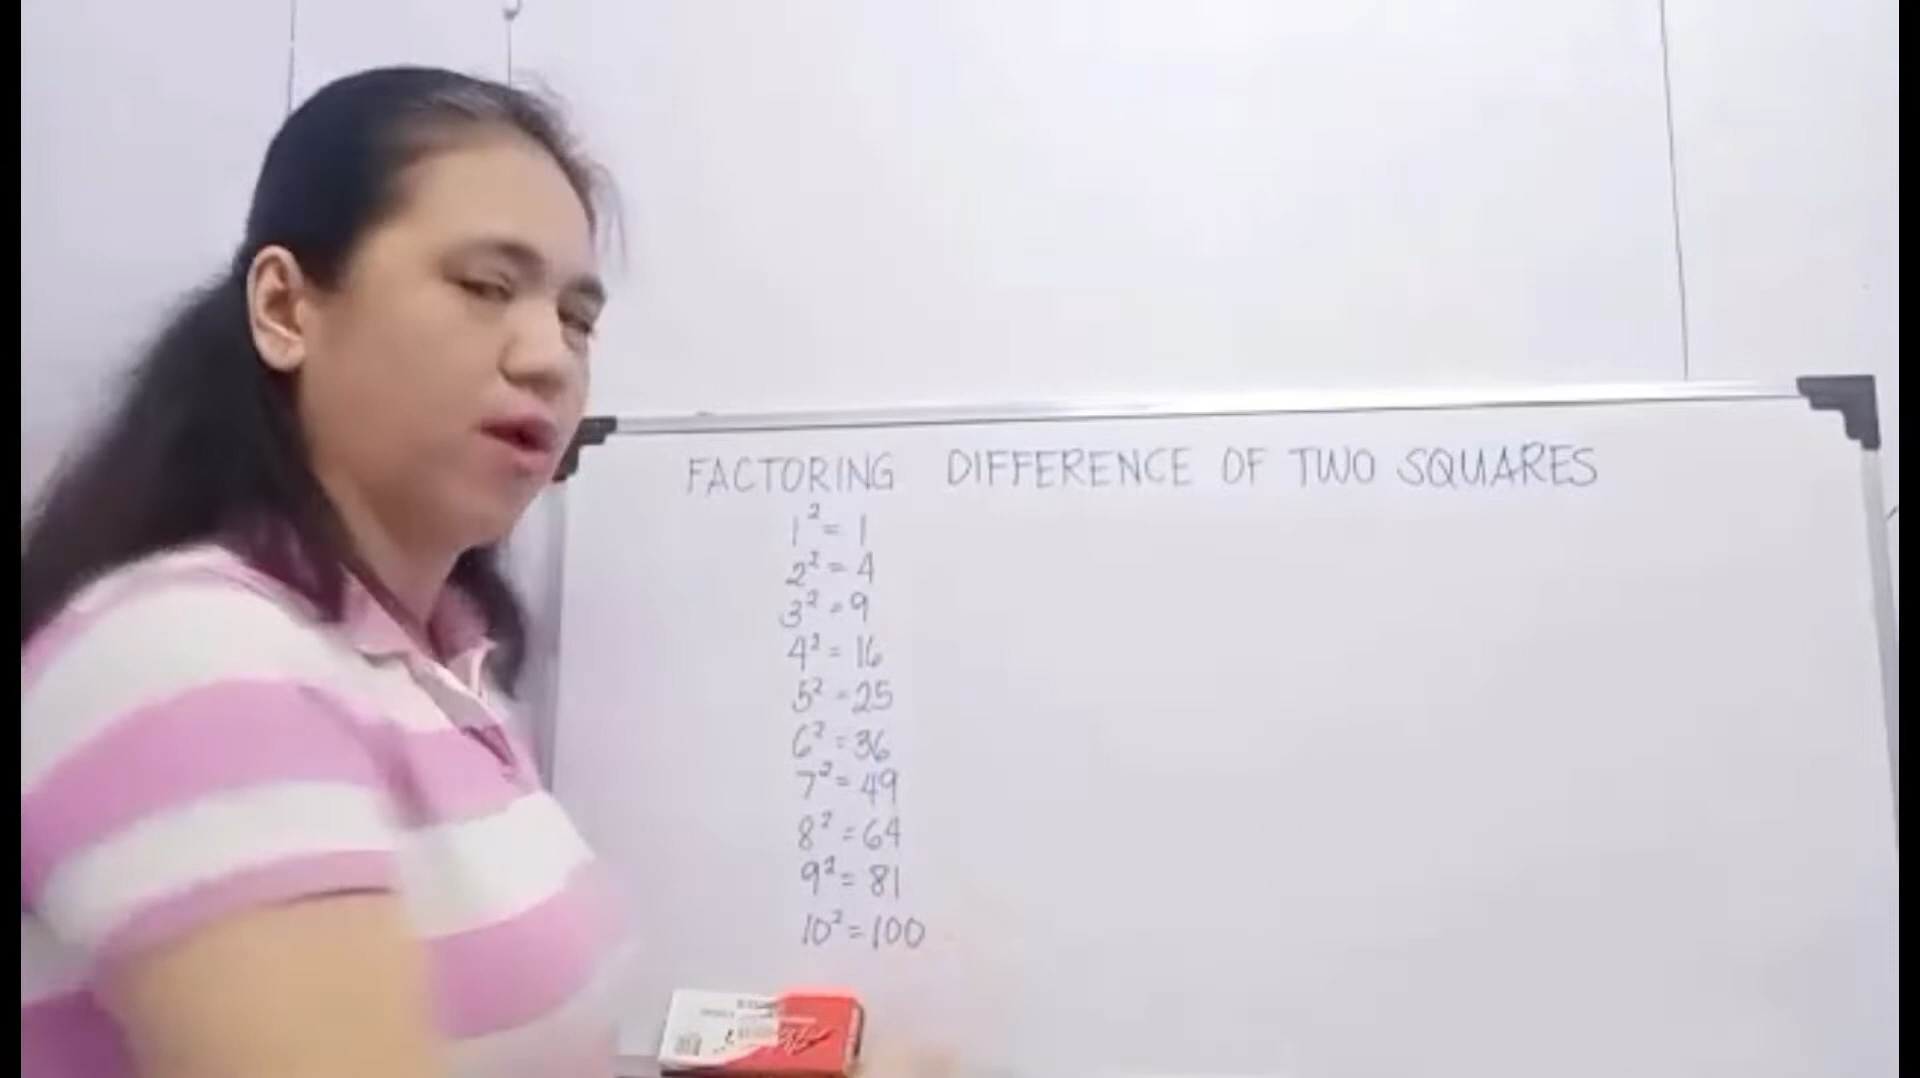 FACTORING DIFFERENCE OF TWO SQUARES
1² = 1
2² = 4
3² = 9
4² = 16
5² = 25
6² = 36
7² = 49
8² = 64
9² = 81
10² = 100